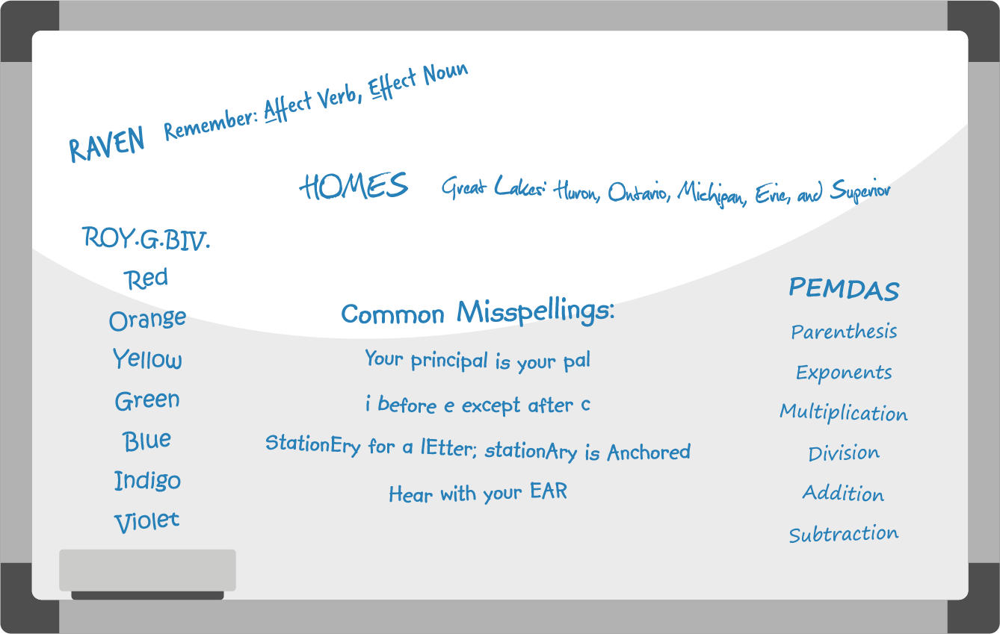 RAVEN Remember: Affect Verb, Effect Noun
HOMES Great Lakes: Huron, Ontario, Michigan, Erie, and Superior
ROY.G.BIV.
Red
Orange
Yellow
Green
Blue
Indigo
Violet
Common Misspellings:
Your principal is your pal
i before e except after c
StationEry for a lEtter; stationAry is Anchored
Hear with your EAR
PEMDAS
Parenthesis
Exponents
Multiplication
Division
Addition
Subtraction